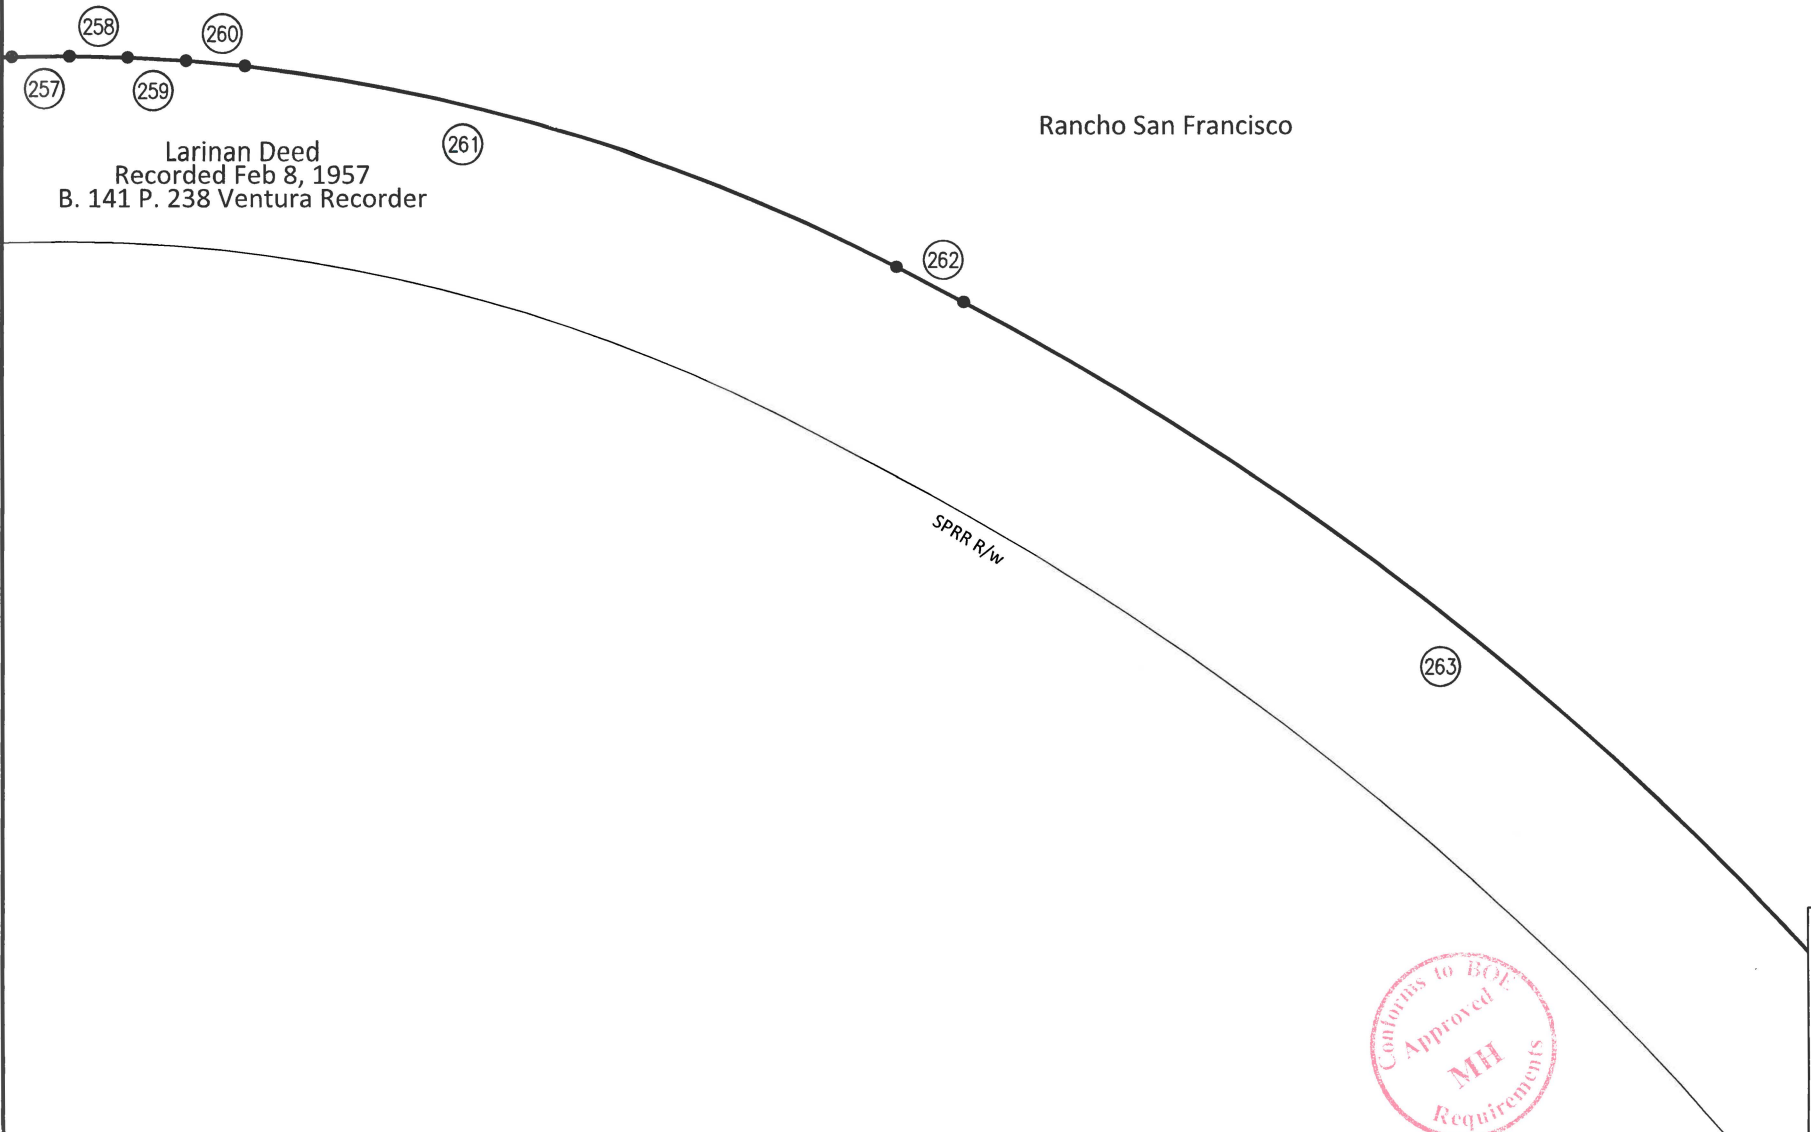 258
260
257
259
261
Rancho San Francisco
Larinan Deed
Recorded Feb 8, 1957
B. 141 P. 238 Ventura Recorder
262
SPRR R/W
263
Conforms to BOE
Approved
MH
Requirements